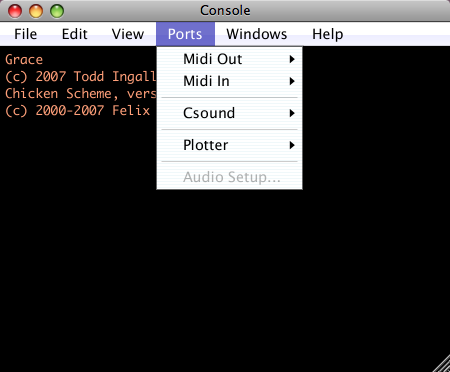 Console
File Edit View Ports Windows Help
Grace
(c) 2007 Todd Ingall
Chicken Scheme, vers
(c) 2000-2007 Felix
Midi Out
Midi In
Csound
Plotter
Audio Setup...